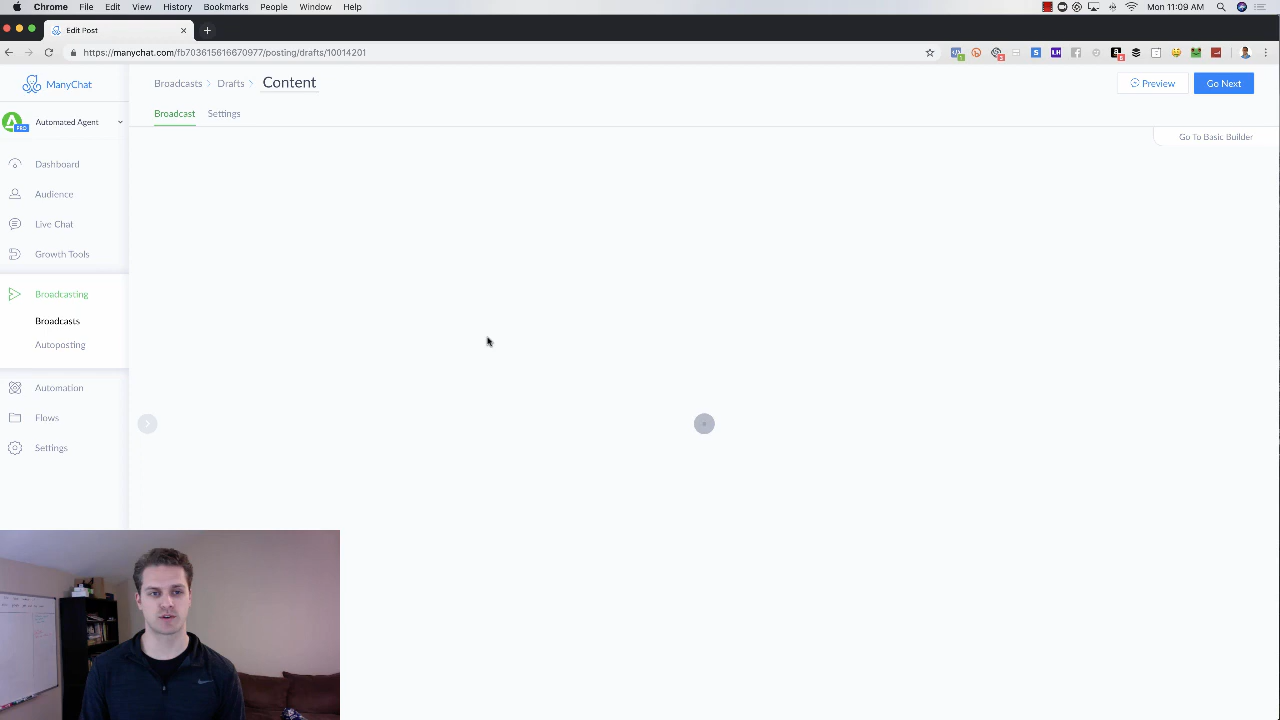 Chrome File Edit View History Bookmarks People Window Help
Mon 11:09 AM
Edit Post
https://manychat.com/fb703615616670977/posting/drafts/10014201
ManyChat
Broadcasts Drafts Content
Preview
Go Next
Automated Agent
PRO
Broadcast Settings
Go To Basic Builder
Dashboard
Audience
Live Chat
Growth Tools
Broadcasting
Broadcasts
Autoposting
Automation
Flows
Settings